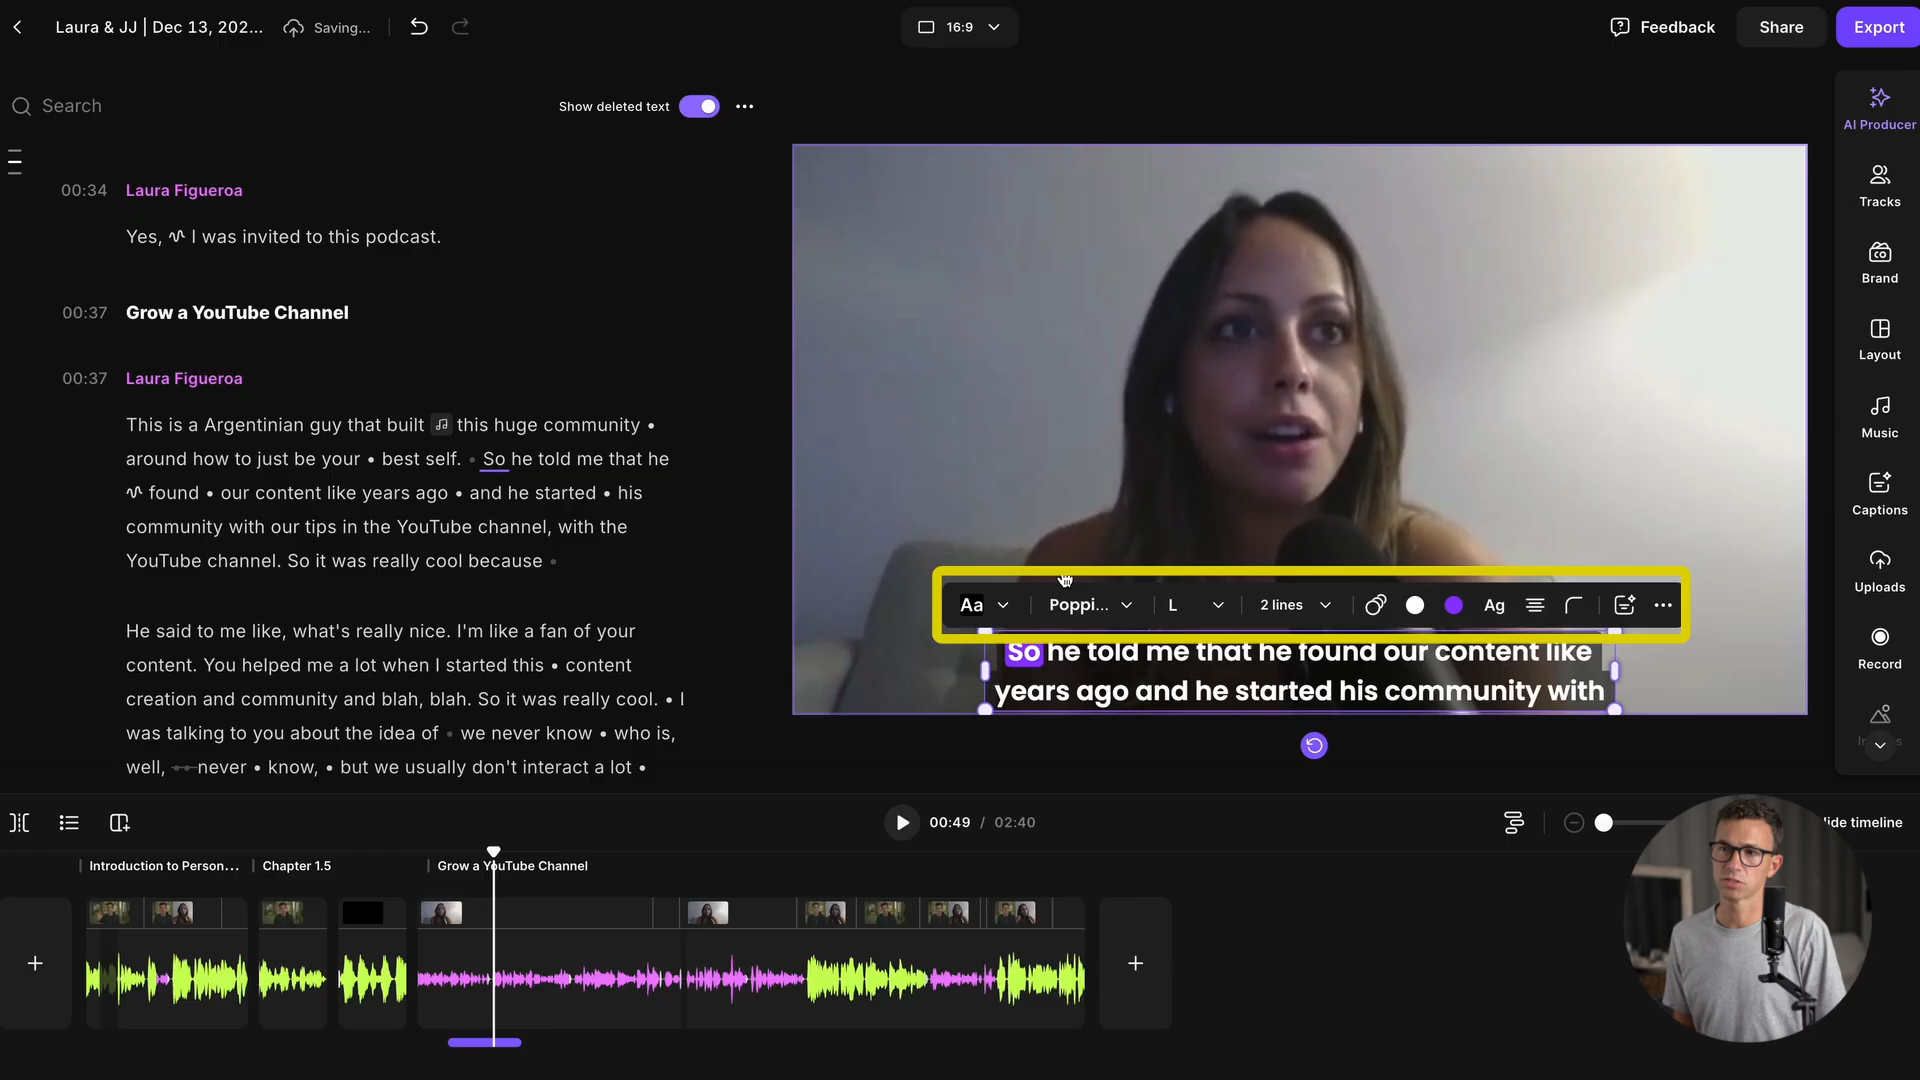 Laura & JJ | Dec 13, 202...
Saving...
16:9
Feedback
Share
Export
Search
Show deleted text
00:34
Laura Figueroa
Yes, I was invited to this podcast.
00:37
Grow a YouTube Channel
00:37
Laura Figueroa
This is a Argentinian guy that built this huge community •
around how to just be your • best self. • So he told me that he
found • our content like years ago • and he started • his
community with our tips in the YouTube channel, with the
YouTube channel. So it was really cool because •
He said to me like, what's really nice. I'm like a fan of your
content. You helped me a lot when I started this • content
creation and community and blah, blah. So it was really cool. • I
was talking to you about the idea of • we never know • who is,
well, never • know, • but we usually don't interact a lot •
Aa
Poppi...
L
2 lines
Ag
So he told me that he found our content like
years ago and he started his community with
AI Producer
Tracks
Brand
Layout
Music
Captions
Uploads
Record
00:49 / 02:40
ide timeline
Introduction to Person...
Chapter 1.5
Grow a YouTube Channel